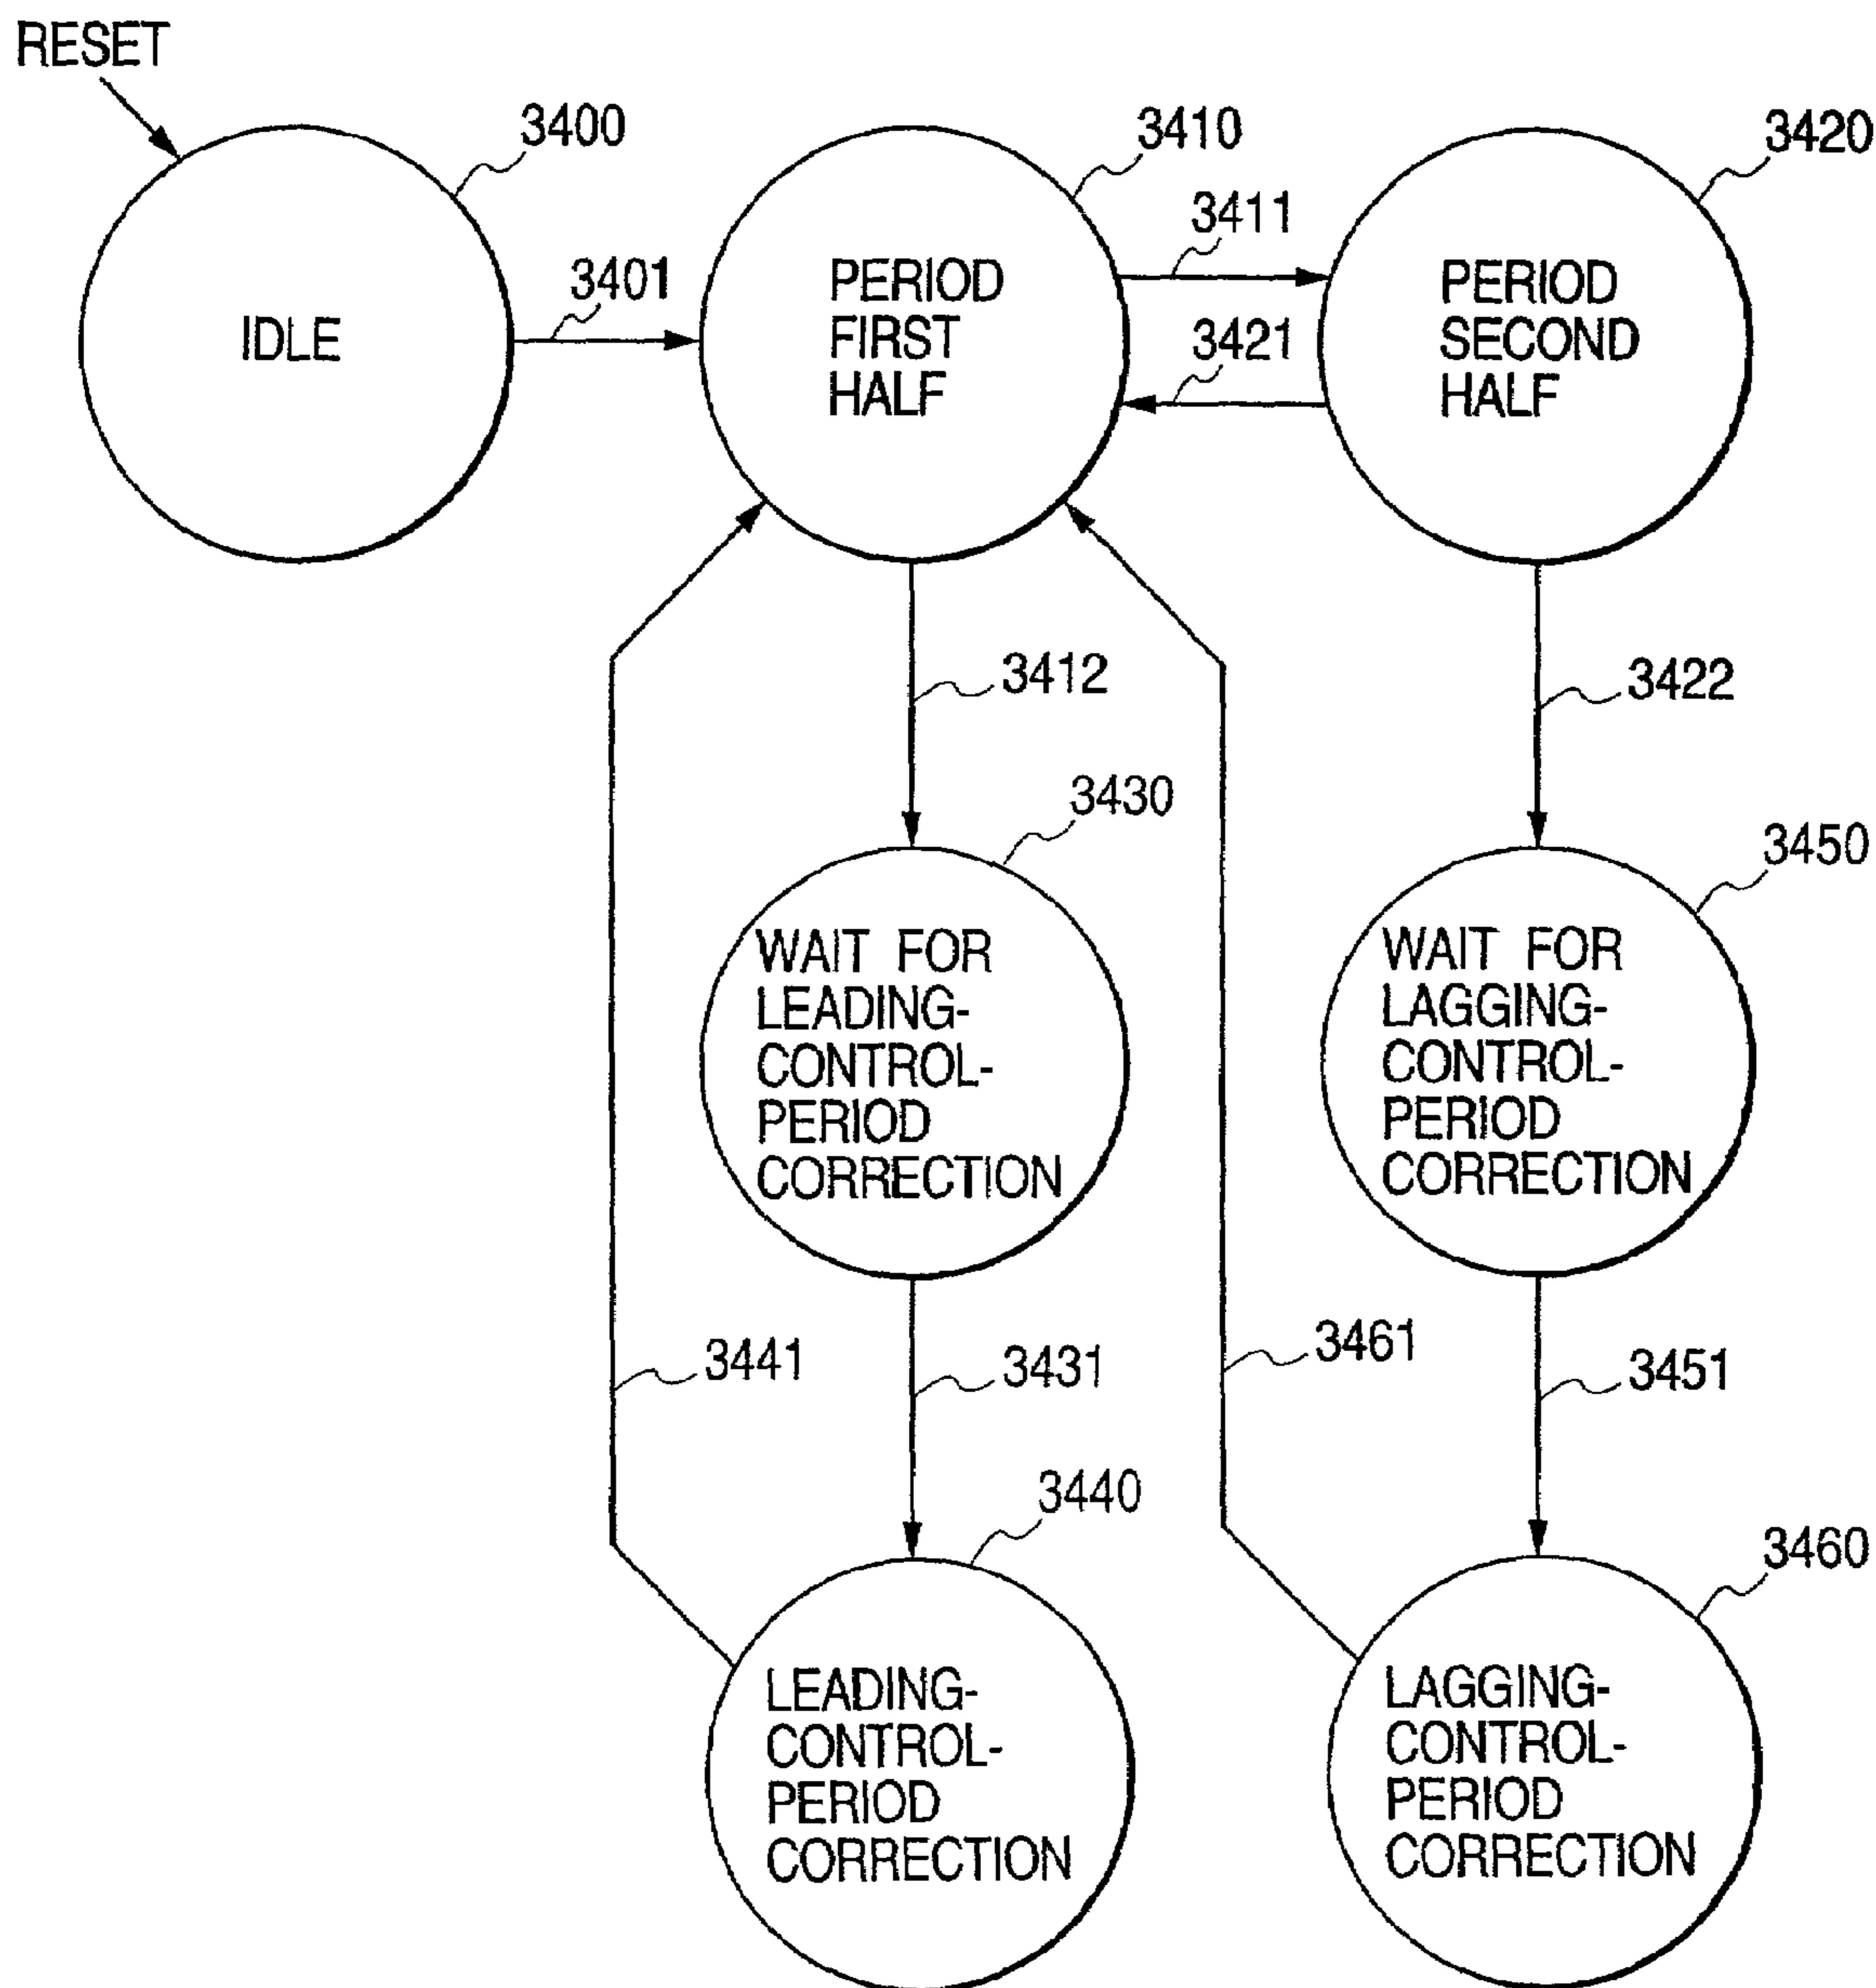 RESET
3400
3410
3420
3411
3401
IDLE
PERIOD
FIRST
HALF
3421
PERIOD
SECOND
HALF
3412
3422
3430
3450
WAIT FOR
LEADING-
CONTROL-
PERIOD
CORRECTION
WAIT FOR
LAGGING-
CONTROL-
PERIOD
CORRECTION
3441
3431
3461
3451
3440
3460
LEADING-
CONTROL-
PERIOD
CORRECTION
LAGGING-
CONTROL-
PERIOD
CORRECTION